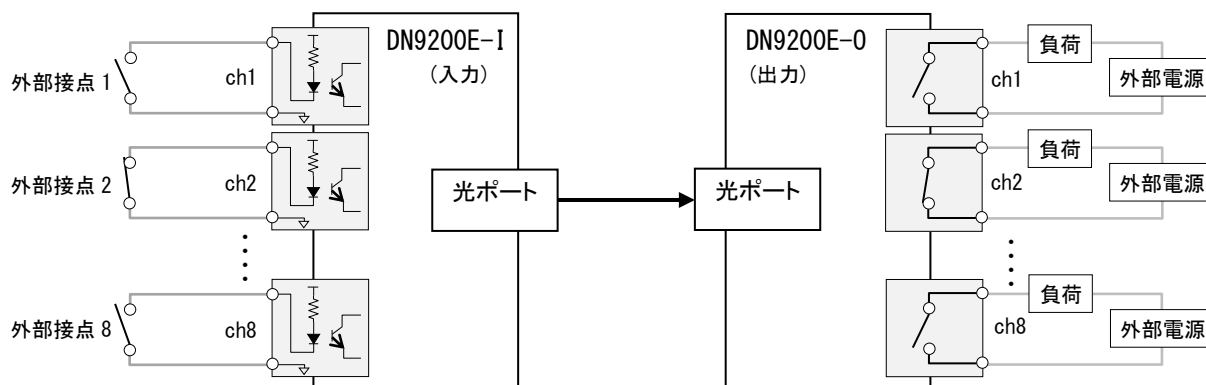 DN9200E-I
(入力)
DN9200E-O
(出力)
外部接点 1
ch1
ch1
負荷
外部電源
外部接点 2
ch2
光ポート
光ポート
ch2
負荷
外部電源
外部接点 8
ch8
ch8
負荷
外部電源